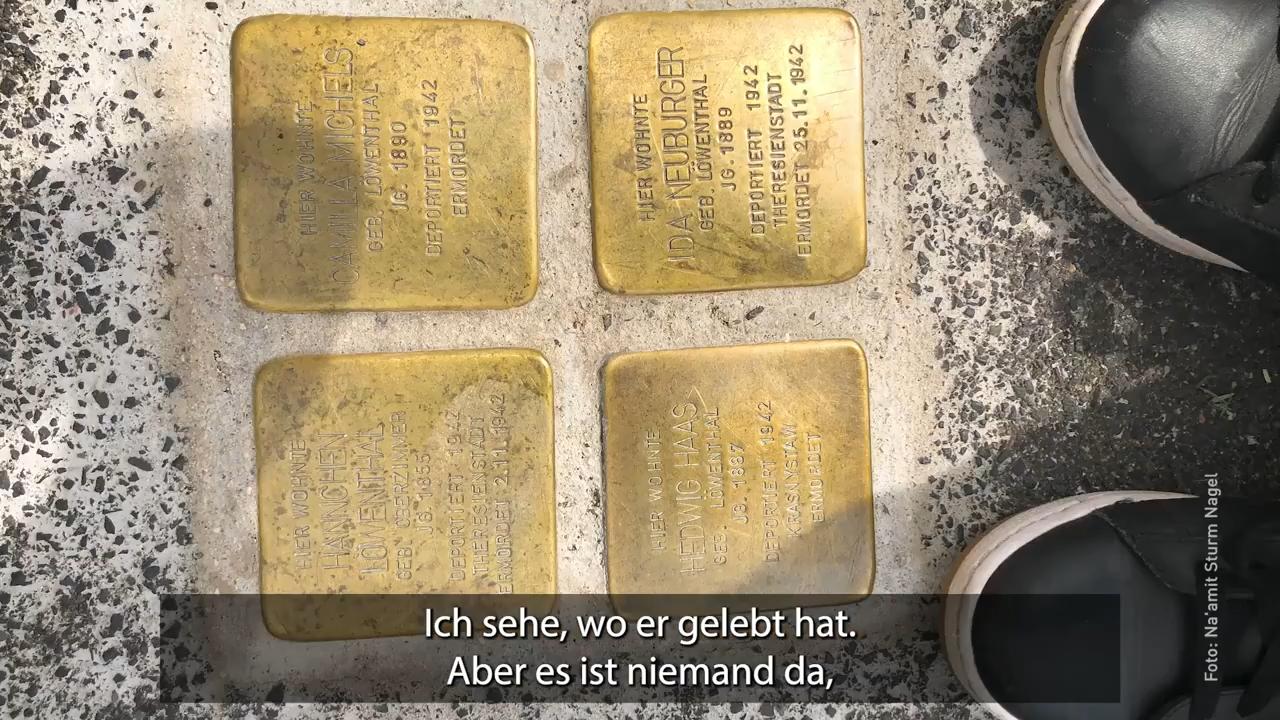 HIER WOHNTE
CAMILLA MICHELS
GEB. LÖWENTHAL
JG. 1890
DEPORTIERT 1942
ERMORDET
HIER WOHNTE
IDA NEUBURGER
GEB. LÖWENTHAL
JG. 1889
DEPORTIERT 1942
THERESIENSTADT
ERMORDET 25.11.1942
HIER WOHNTE
HANNCHEN
LÖWENTHAL
GEB. OBERZIMMER
JG. 1855
DEPORTIERT 1942
THERESIENSTADT
ERMORDET 2.11.1942
HIER WOHNTE
HEDWIG HAAS
GEB. LÖWENTHAL
JG. 1887
DEPORTIERT 1942
KRASNYSTAW
ERMORDET
Ich sehe, wo er gelebt hat.
Aber es ist niemand da,
Foto: Na'amit Sturm Nagel